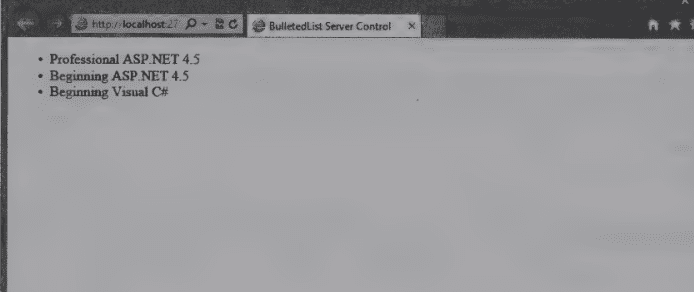 http://localhost:27
BulletedList Server Control
• Professional ASP.NET 4.5
• Beginning ASP.NET 4.5
• Beginning Visual C#